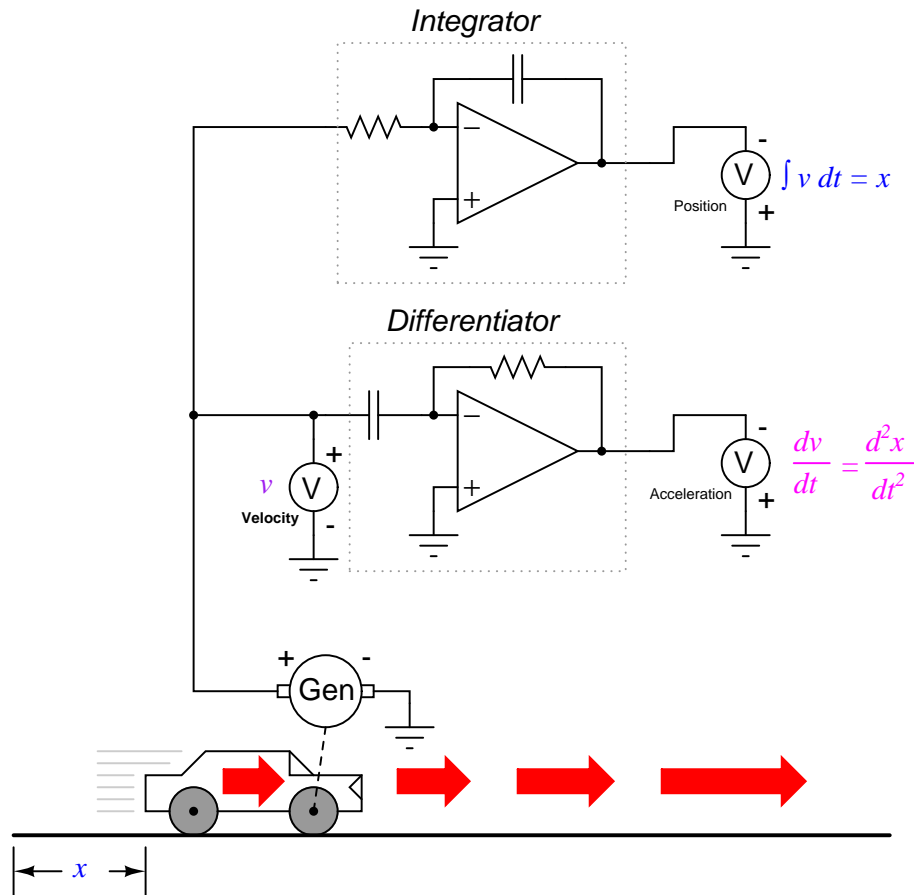 Integrator
−
+
-
V
+
Position
∫ v dt = x
Differentiator
−
+
v
+
V
-
Velocity
-
V
+
Acceleration
dv/dt = d²x/dt²
+
-
Gen
x